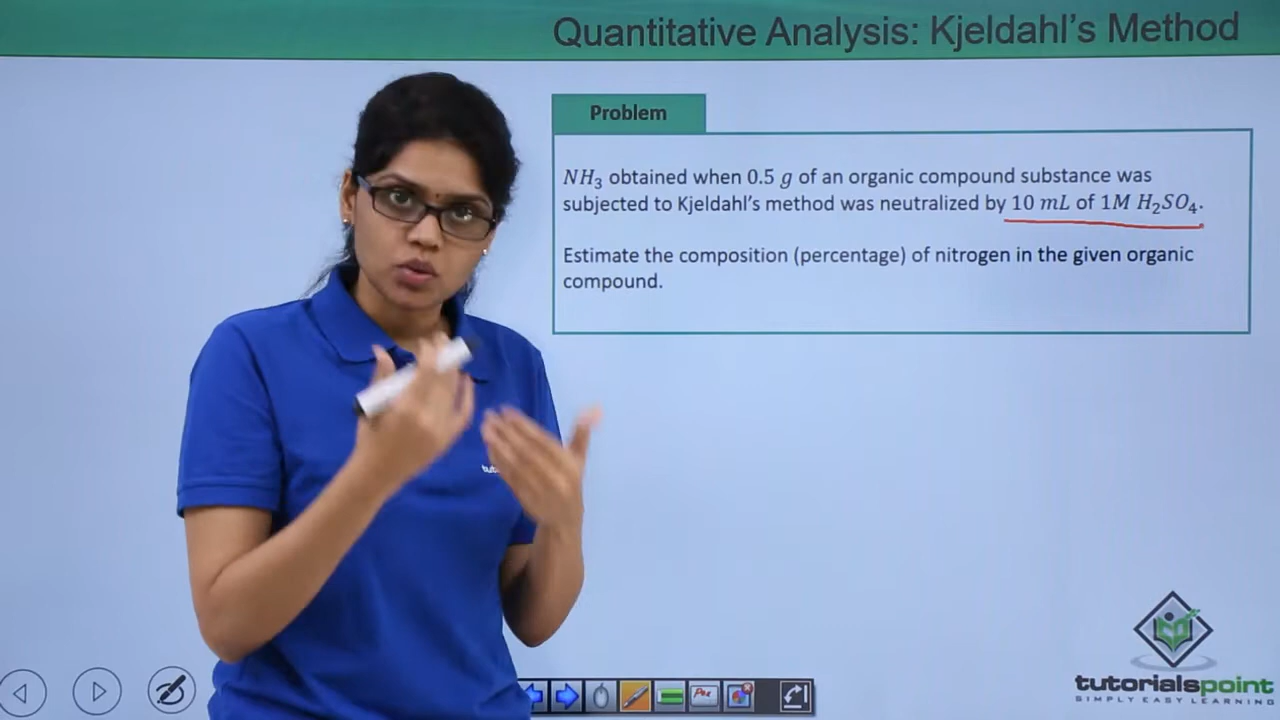 Quantitative Analysis: Kjeldahl's Method
Problem
NH₃ obtained when 0.5 g of an organic compound substance was
subjected to Kjeldahl's method was neutralized by 10 mL of 1M H₂SO₄.
Estimate the composition (percentage) of nitrogen in the given organic
compound.
tutorialspoint
SIMPLY EASY LEARNING